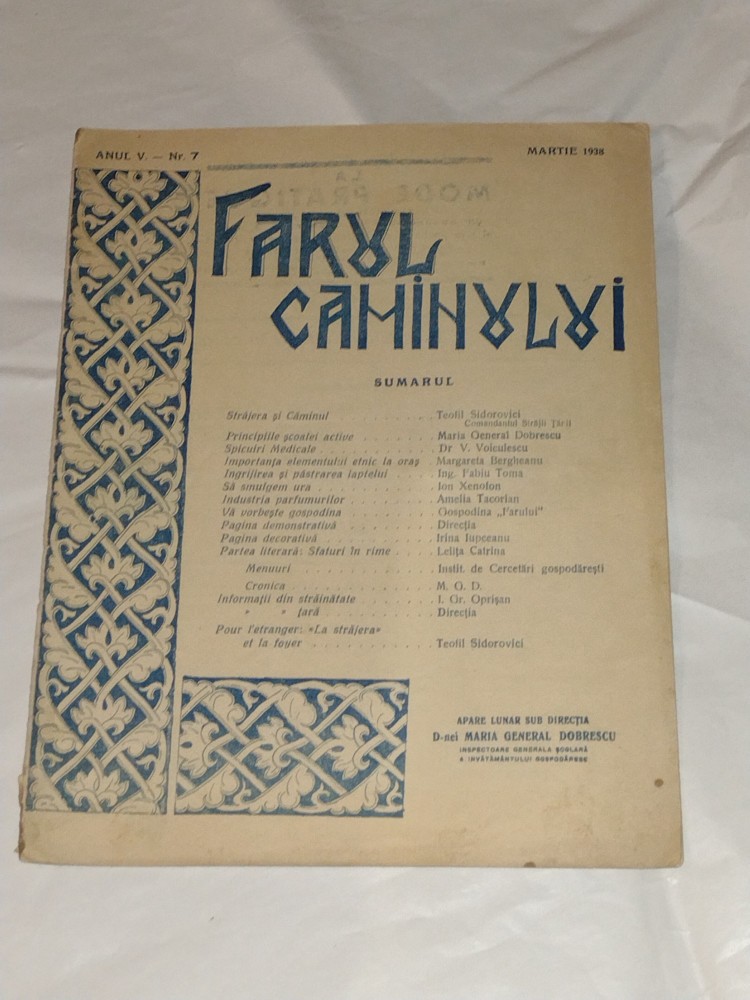 ANUL V. — Nr. 7
MARTIE 1938
FARUL
CAMINULUI
SUMARUL
Străjera și Căminul . . . . . . . . Teofil Sidorovici
Comandantul Străjii Țării
Principiile școalei active . . . . . . . Maria General Dobrescu
Spicuiri Medicale . . . . . . . . . . Dr V. Voiculescu
Importanța elementului etnic la oraș Margareta Bergheanu
Ingrijirea și păstrarea laptelui . . . . Ing. Fabiu Toma
Să smulgem ura . . . . . . . . . . Ion Xenofon
Industria parfumurilor . . . . . . . Amelia Tacorian
Vă vorbește gospodina . . . . . . . Gospodina „Farului"
Pagina demonstrativă . . . . . . . . Direcția
Pagina decorativă . . . . . . . . . . Irina Iupceanu
Partea literară: Sfaturi în rime . . . . Lelița Catrina
Menuuri . . . . . . . . . . . . Instit. de Cercetări gospodărești
Cronica . . . . . . . . . . . . M. G. D.
Informații din străinătate . . . . . . I. Gr. Oprișan
" " țară . . . . . . . . . Direcția
Pour l'etranger: «La străjera»
et la foyer . . . . . . . . . . Teofil Sidorovici
APARE LUNAR SUB DIRECȚIA
D-nei MARIA GENERAL DOBRESCU
INSPECTOARE GENERALA ȘCOLARĂ
A INVĂȚĂMÂNTULUI GOSPODĂRESC